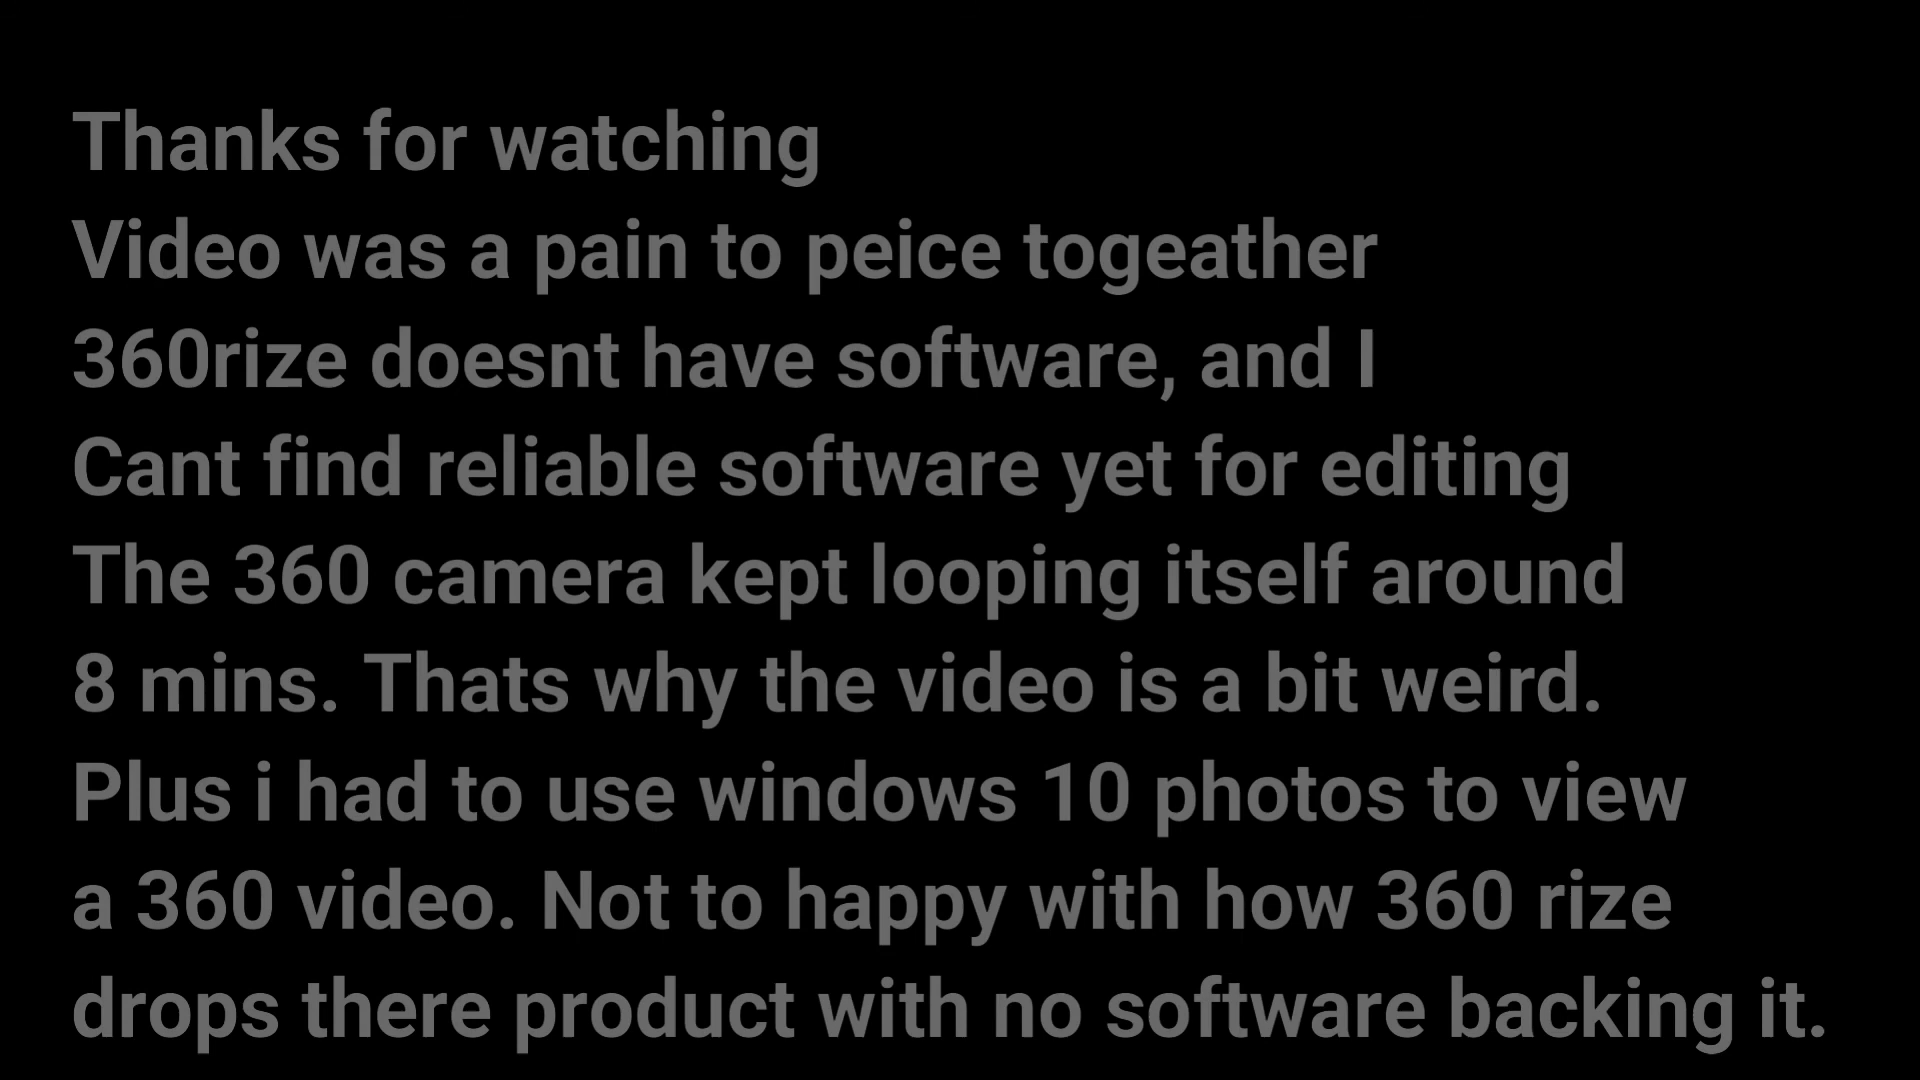 Thanks for watching
Video was a pain to peice togeather
360rize doesnt have software, and I
Cant find reliable software yet for editing
The 360 camera kept looping itself around
8 mins. Thats why the video is a bit weird.
Plus i had to use windows 10 photos to view
a 360 video. Not to happy with how 360 rize
drops there product with no software backing it.